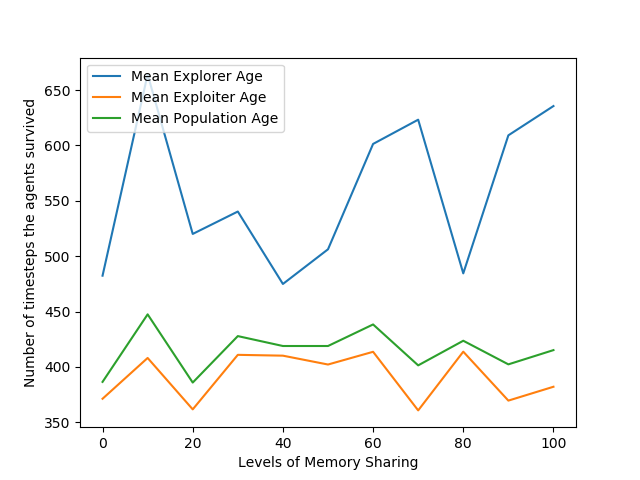 Mean Explorer Age
Mean Exploiter Age
Mean Population Age
Number of timesteps the agents survived
650
600
550
500
450
400
350
0 20 40 60 80 100
Levels of Memory Sharing